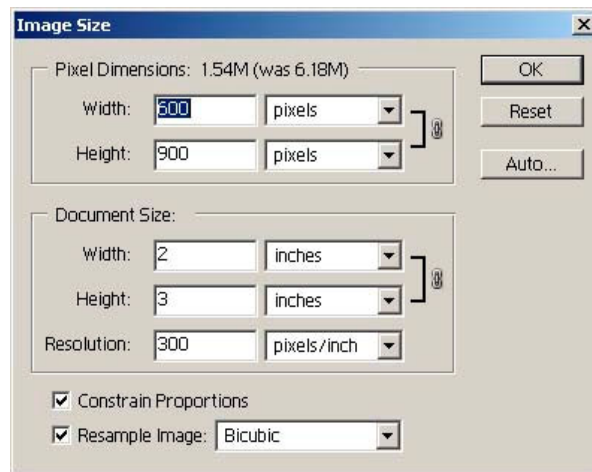 Image Size
Pixel Dimensions: 1.54M (was 6.18M)
Width: 600 pixels
Height: 900 pixels
OK
Reset
Auto...
Document Size:
Width: 2 inches
Height: 3 inches
Resolution: 300 pixels/inch
Constrain Proportions
Resample Image: Bicubic